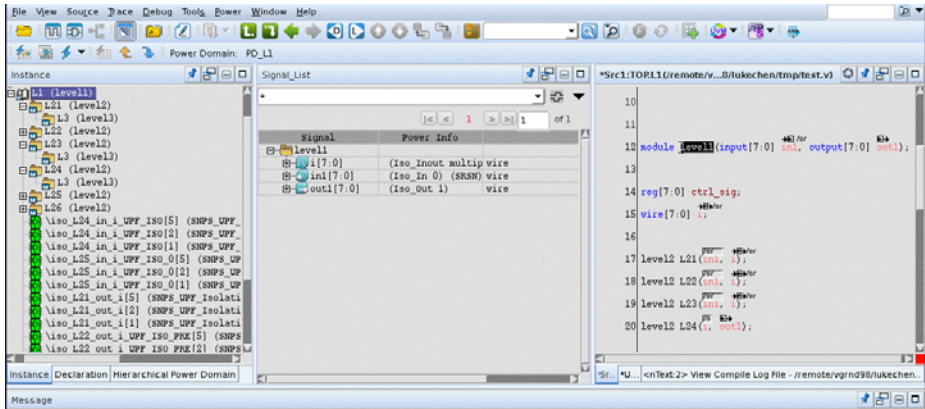 File View Source Trace Debug Tools Power Window Help
Power Domain: PD_L1
Instance
L1 (level1)
L21 (level2)
L3 (level3)
L22 (level2)
L23 (level2)
L3 (level3)
L24 (level2)
L3 (level3)
L25 (level2)
L26 (level2)
\iso_L24_in_i_UPF_ISO[5] (SNPS_UPF_
\iso_L24_in_i_UPF_ISO[2] (SNPS_UPF_
\iso_L24_in_i_UPF_ISO[1] (SNPS_UPF_
\iso_L25_in_i_UPF_ISO_0[5] (SNPS_UP
\iso_L25_in_i_UPF_ISO_0[2] (SNPS_UP
\iso_L25_in_i_UPF_ISO_0[1] (SNPS_UP
\iso_L21_out_i[5] (SNPS_UPF_Isolati
\iso_L21_out_i[2] (SNPS_UPF_Isolati
\iso_L21_out_i[1] (SNPS_UPF_Isolati
\iso_L22_out_i_UPF_ISO_PRE[5] (SNPS
\iso_L22_out_i_UPF_ISO_PRE[2] (SNPS
Instance Declaration Hierarchical Power Domain
Signal_List
*
1 1 of 1
Signal Power Info
level1
i[7:0] (Iso_Inout multip wire
in1[7:0] (Iso_In 0) (SRSN) wire
out1[7:0] (Iso_Out 1) wire
*Src1:TOP.L1(/remote/v...8/lukechen/tmp/test.v)
10
11
12 module level1(input[7:0] in1, output[7:0] out1);
13
14 reg[7:0] ctrl_sig;
15 wire[7:0] i;
16
17 level2 L21(in1, i);
18 level2 L22(in1, i);
19 level2 L23(in1, i);
20 level2 L24(i, out1);
*Sr... *U... <nText:2> View Compile Log File - /remote/vgrnd98/lukechen..
Message